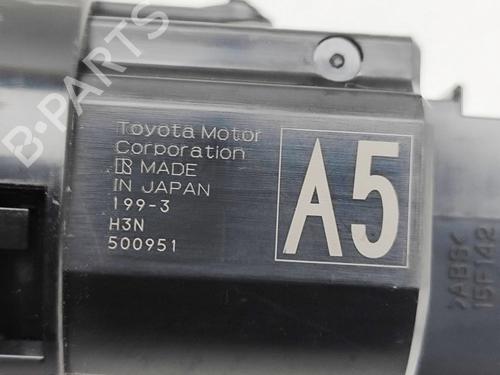 B-PARTS
Toyota Motor
Corporation
R MADE
IN JAPAN
199-3
H3N
500951
A5
>ABS<
15F142